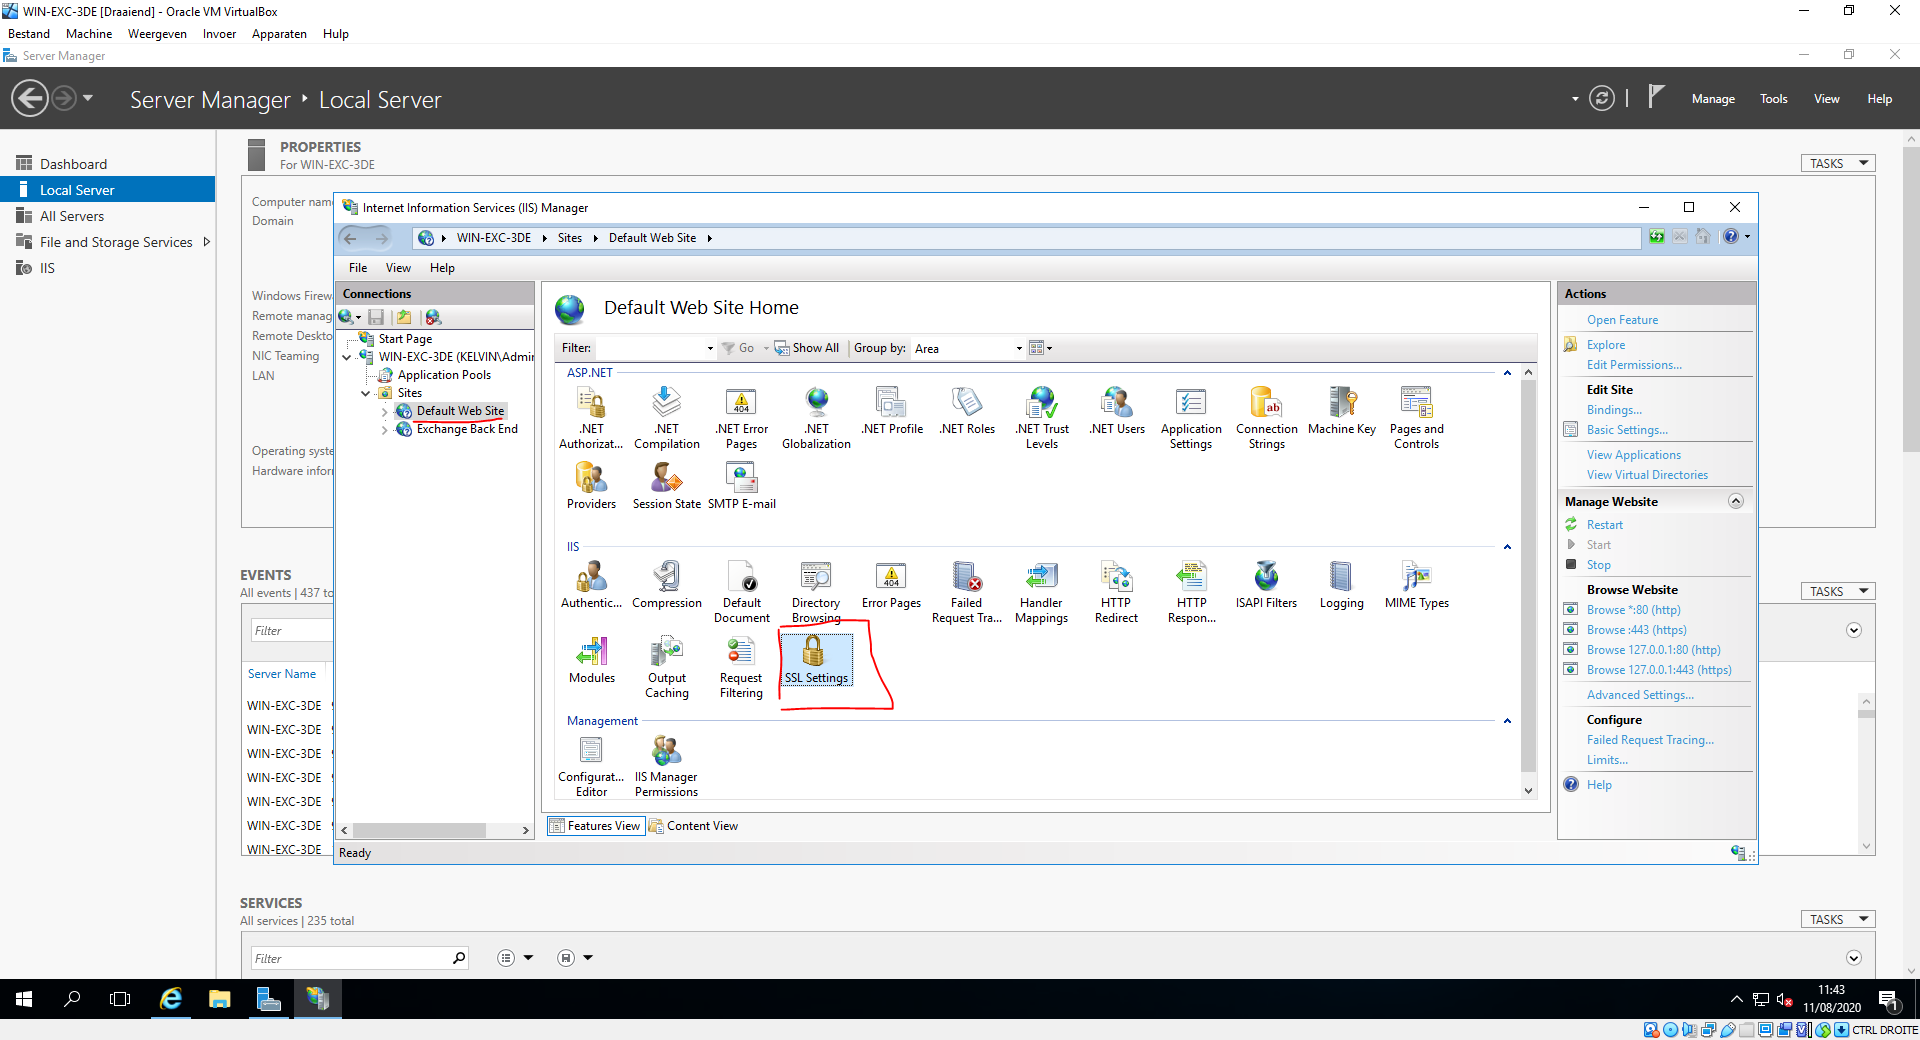 WIN-EXC-3DE [Draaiend] - Oracle VM VirtualBox
Bestand Machine Weergeven Invoer Apparaten Hulp
Server Manager
Server Manager Local Server
Manage Tools View Help
Dashboard
Local Server
All Servers
File and Storage Services
IIS
PROPERTIES
For WIN-EXC-3DE
TASKS
Computer name
Domain
Windows Firew
Remote manag
Remote Deskto
NIC Teaming
LAN
Operating syste
Hardware inforn
EVENTS
All events | 437 to
TASKS
Filter
Server Name
WIN-EXC-3DE
WIN-EXC-3DE
WIN-EXC-3DE
WIN-EXC-3DE
WIN-EXC-3DE
WIN-EXC-3DE
WIN-EXC-3DE
Internet Information Services (IIS) Manager
WIN-EXC-3DE Sites Default Web Site
File View Help
Connections
Start Page
WIN-EXC-3DE (KELVIN\Admir
Application Pools
Sites
Default Web Site
Exchange Back End
Default Web Site Home
Filter: Go Show All Group by: Area
ASP.NET
.NET Authorizat...
.NET Compilation
.NET Error Pages
.NET Globalization
.NET Profile
.NET Roles
.NET Trust Levels
.NET Users
Application Settings
Connection Strings
Machine Key
Pages and Controls
Providers
Session State
SMTP E-mail
IIS
Authentic...
Compression
Default Document
Directory Browsing
Error Pages
Failed Request Tra...
Handler Mappings
HTTP Redirect
HTTP Respon...
ISAPI Filters
Logging
MIME Types
Modules
Output Caching
Request Filtering
SSL Settings
Management
Configurat... Editor
IIS Manager Permissions
Features View Content View
Ready
Actions
Open Feature
Explore
Edit Permissions...
Edit Site
Bindings...
Basic Settings...
View Applications
View Virtual Directories
Manage Website
Restart
Start
Stop
Browse Website
Browse *:80 (http)
Browse :443 (https)
Browse 127.0.0.1:80 (http)
Browse 127.0.0.1:443 (https)
Advanced Settings...
Configure
Failed Request Tracing...
Limits...
Help
SERVICES
All services | 235 total
TASKS
Filter
11:43
11/08/2020
1
CTRL DROITE